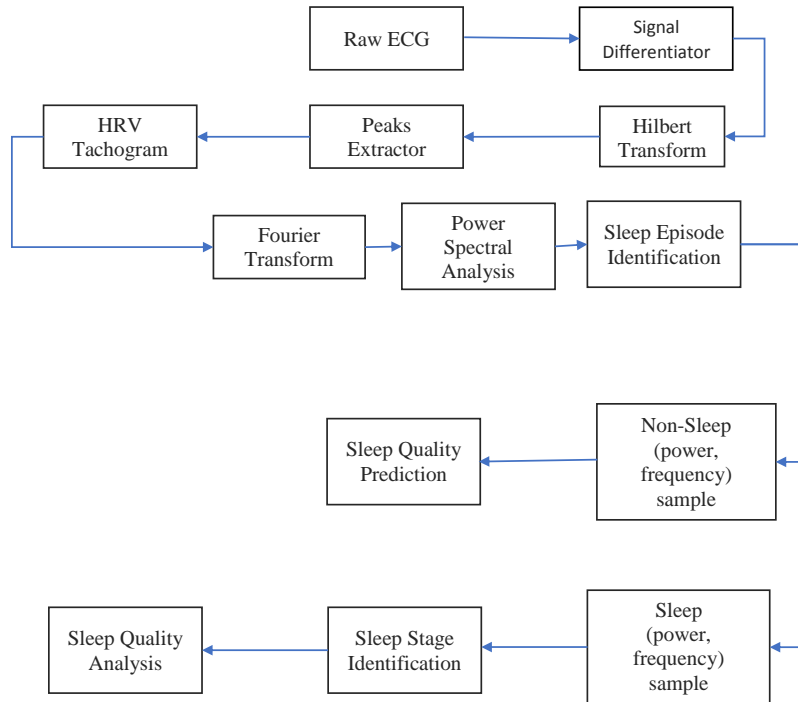 Raw ECG
Signal
Differentiator
HRV
Tachogram
Peaks
Extractor
Hilbert
Transform
Fourier
Transform
Power
Spectral
Analysis
Sleep Episode
Identification
Sleep Quality
Prediction
Non-Sleep
(power,
frequency)
sample
Sleep Quality
Analysis
Sleep Stage
Identification
Sleep
(power,
frequency)
sample